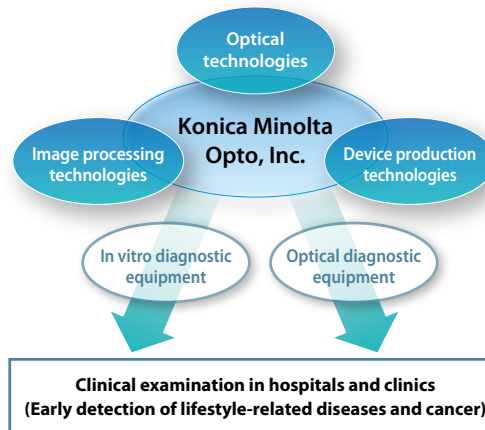 Optical
technologies
Konica Minolta
Opto, Inc.
Image processing
technologies
Device production
technologies
In vitro diagnostic
equipment
Optical diagnostic
equipment
Clinical examination in hospitals and clinics
(Early detection of lifestyle-related diseases and cancer)